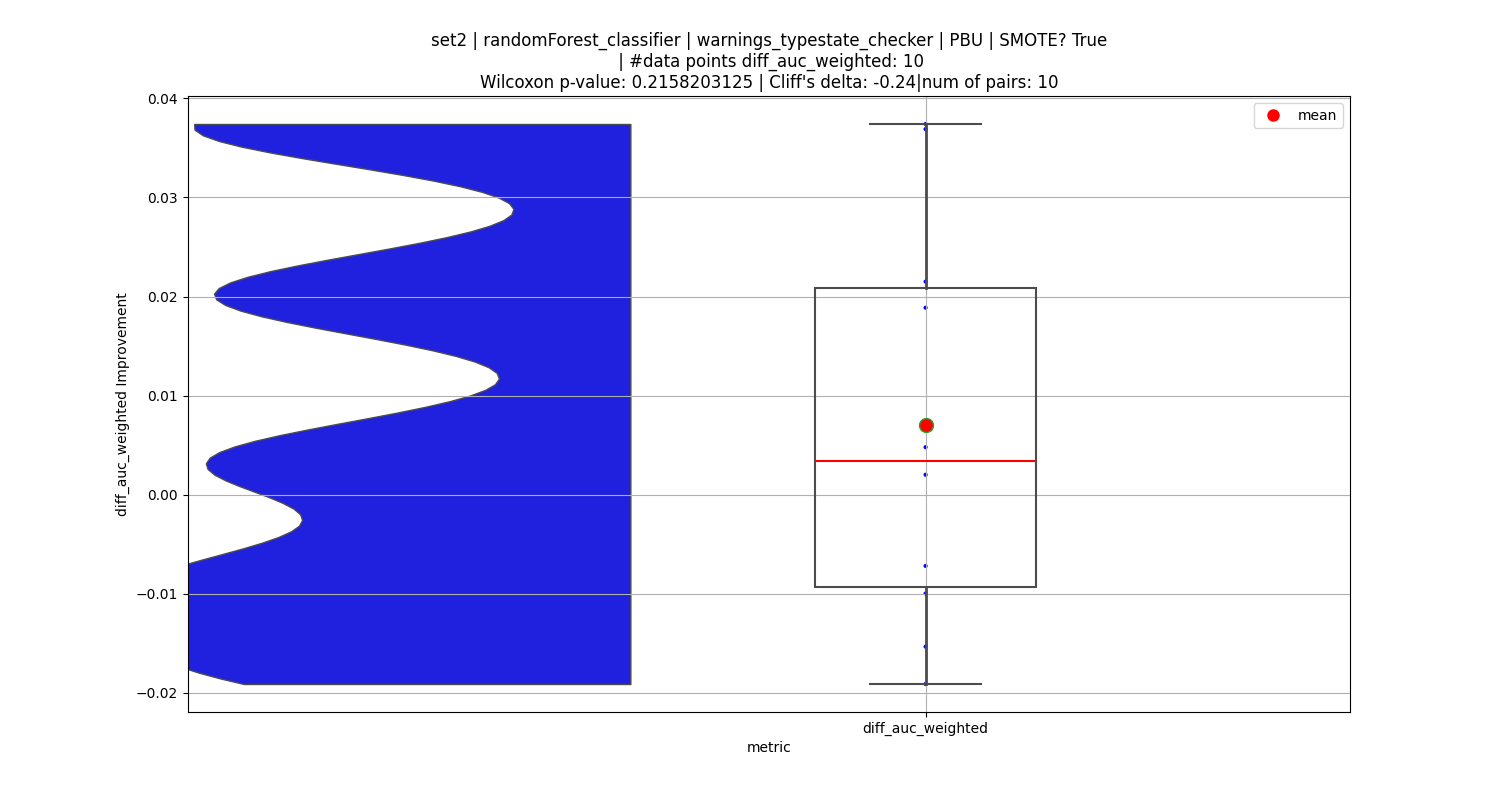 set2 | randomForest_classifier | warnings_typestate_checker | PBU | SMOTE? True
| #data points diff_auc_weighted: 10
Wilcoxon p-value: 0.2158203125 | Cliff's delta: -0.24|num of pairs: 10
mean
0.04
0.03
0.02
0.01
0.00
−0.01
−0.02
diff_auc_weighted Improvement
diff_auc_weighted
metric